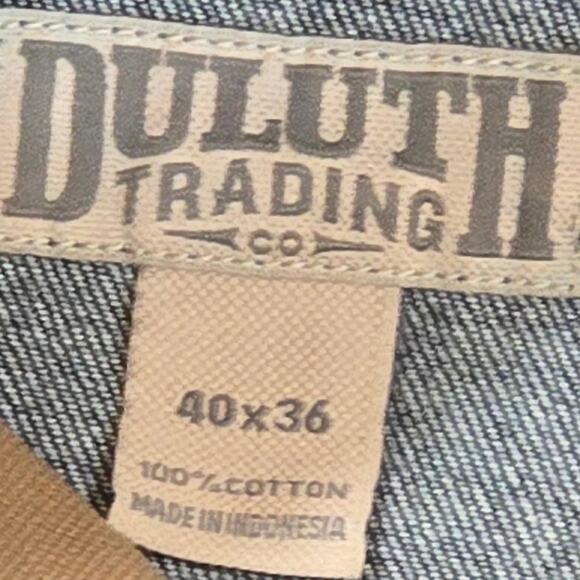 DULUTH
TRADING
CO
40x36
100% COTTON
MADE IN INDONESIA